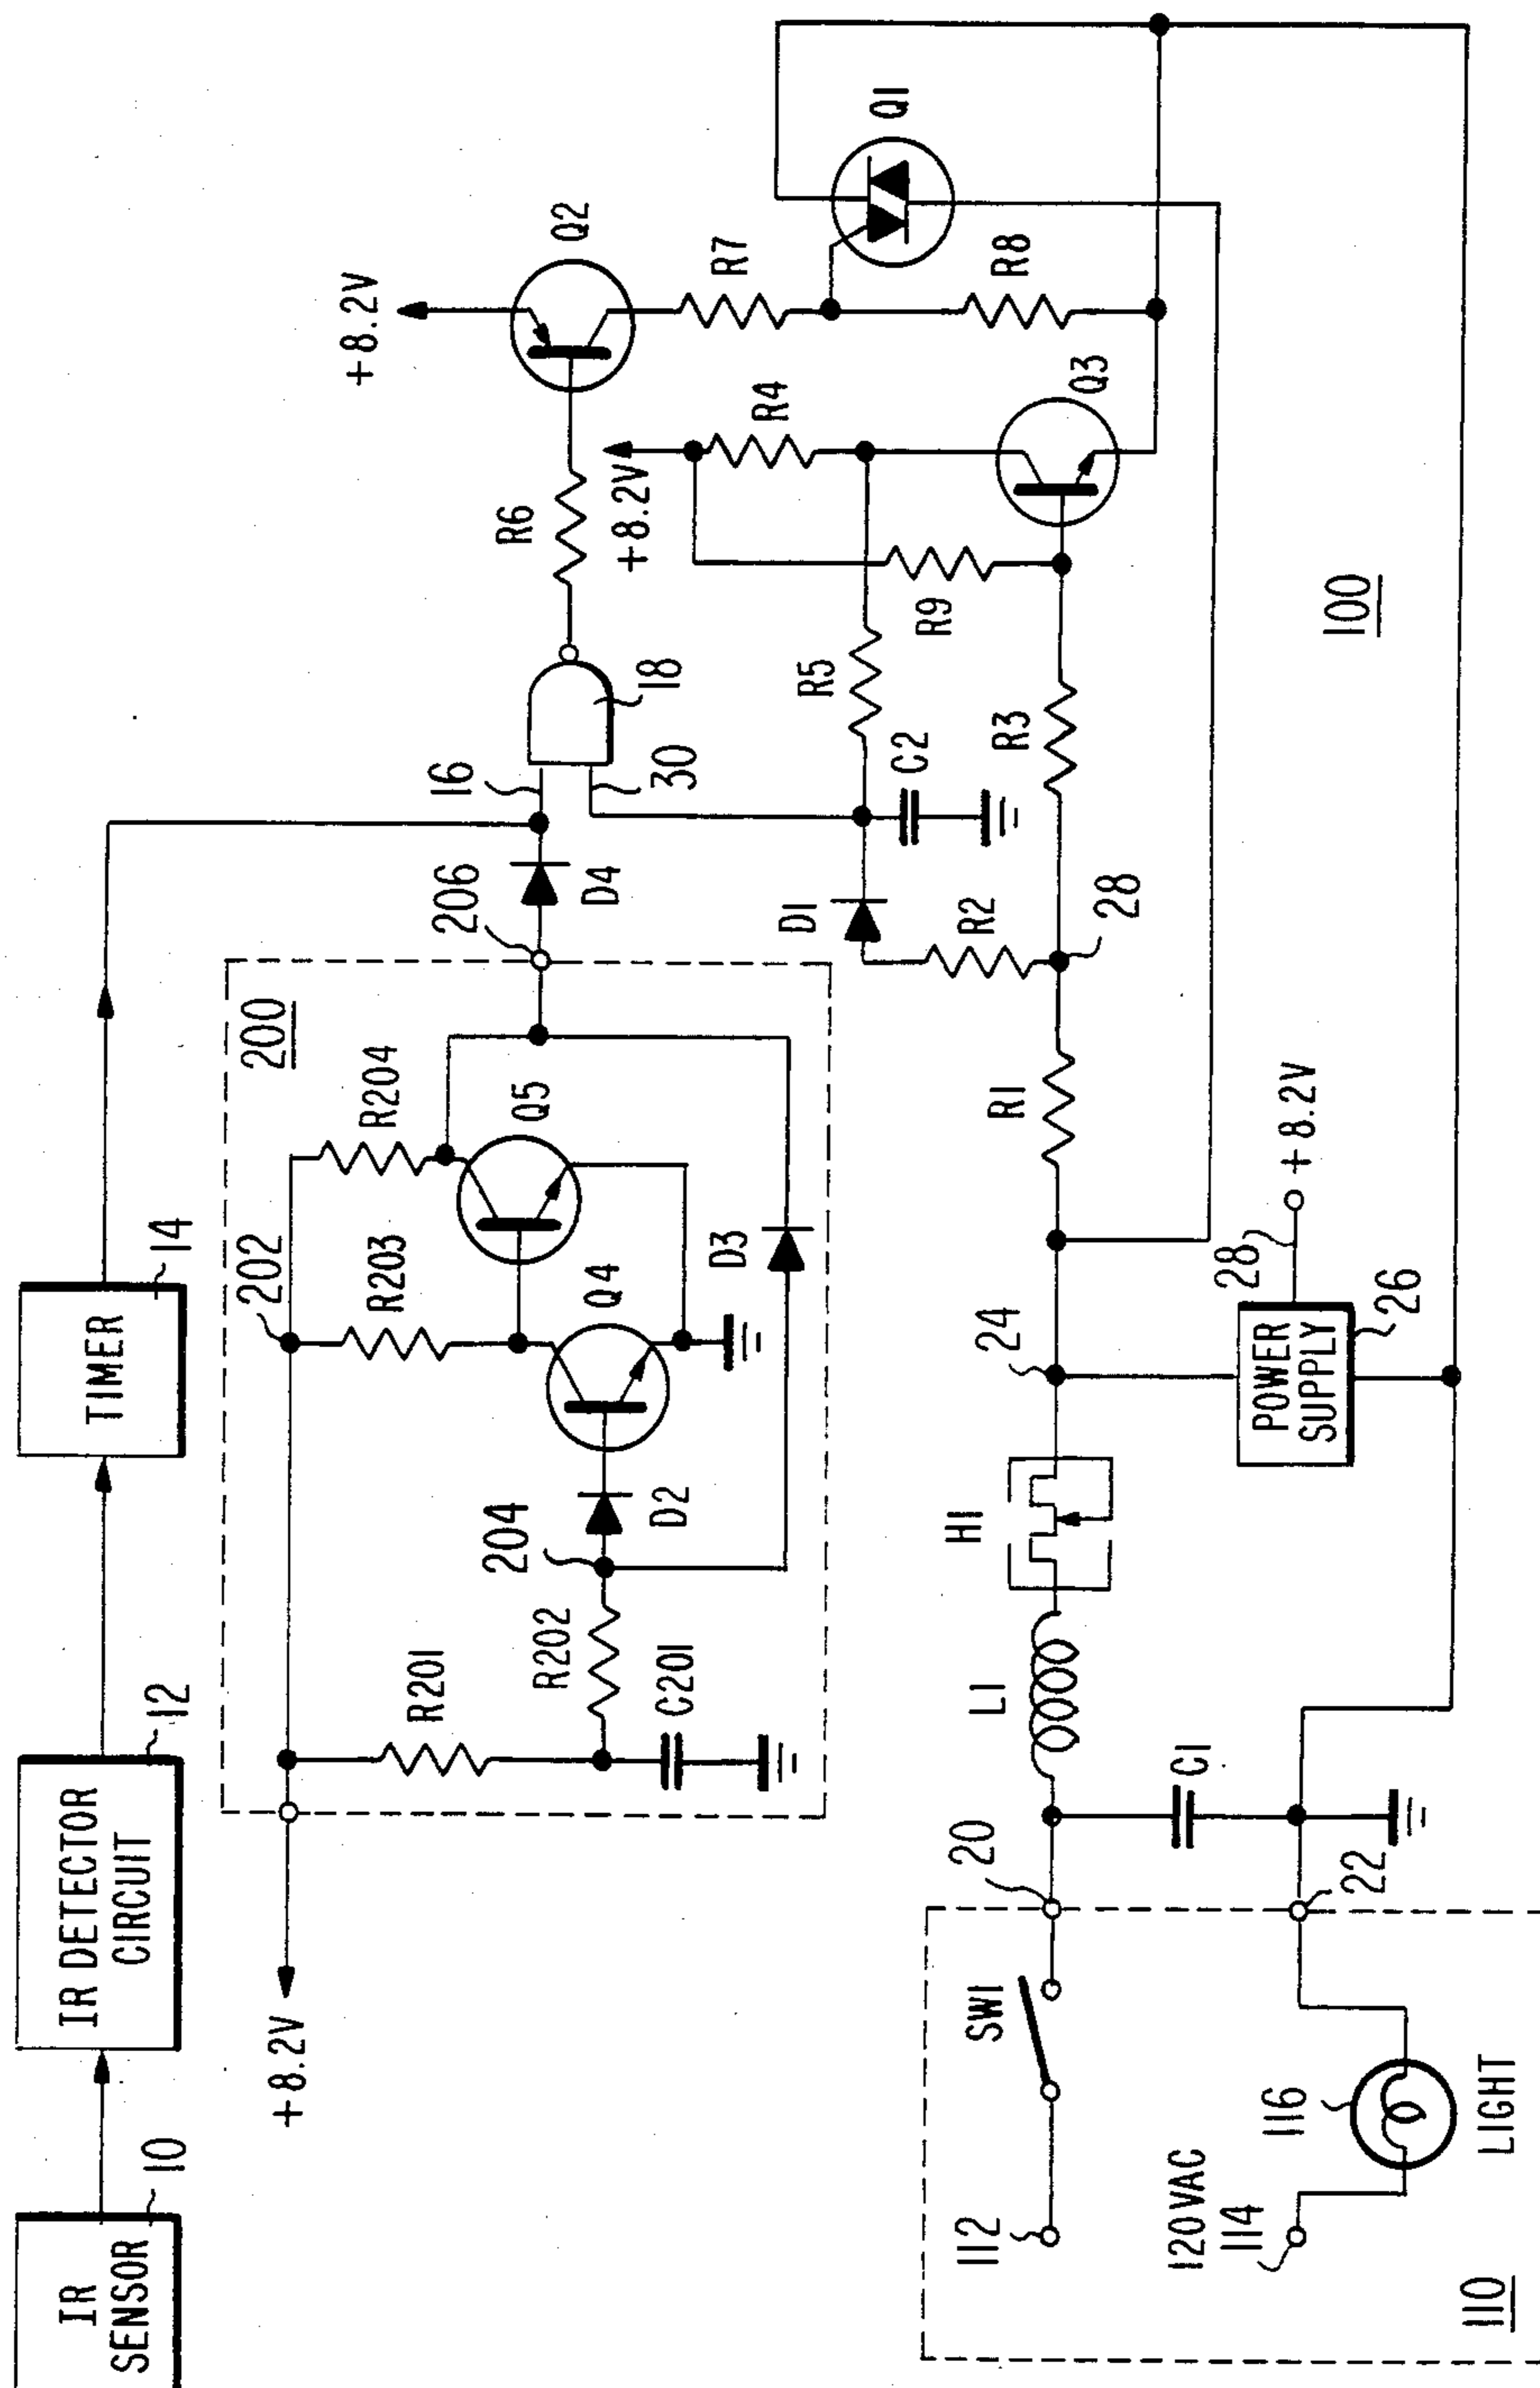 IR
SENSOR
10
IR DETECTOR
CIRCUIT
12
TIMER
14
+8.2V
200
202
R201
R202
C201
204
D2
R203
Q4
D3
R204
Q5
206
D4
16
30
18
R6
+8.2V
Q2
R7
R8
Q1
+8.2V
R4
R5
R9
Q3
D1
C2
R2
R3
28
R1
24
H1
L1
C1
20
22
POWER
SUPPLY
26
28
+8.2V
100
SW1
112
120VAC
114
116
LIGHT
110